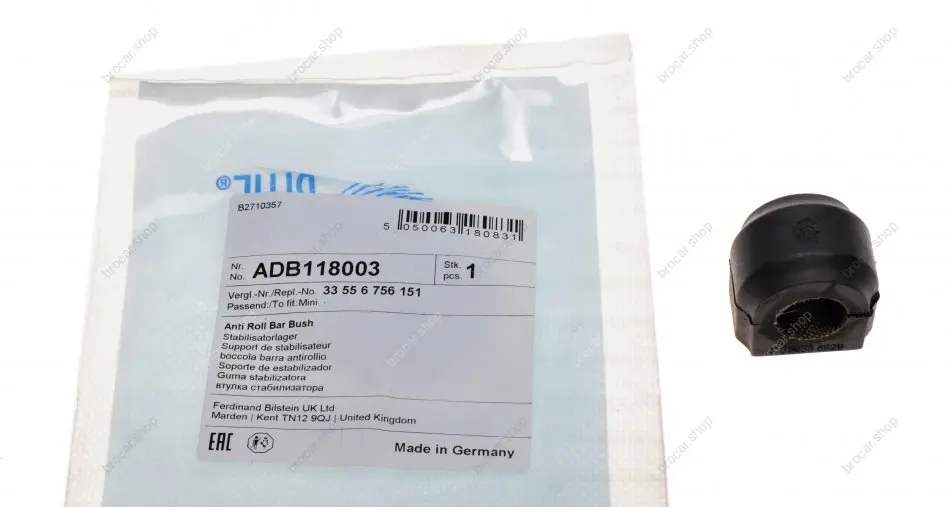 B2710357
5 050063 180831
Nr.
No. ADB118003
Stk.
pcs. 1
Vergl.-Nr./Repl.-No. 33 55 6 756 151
Passend:/To fit:Mini
Anti Roll Bar Bush
Stabilisatorlager
Support de stabilisateur
boccola barra antirollio
Soporte de estabilizador
Guma stabilizatora
втулка стабилизатора
Ferdinand Bilstein UK Ltd
Marden | Kent TN12 9QJ | United Kingdom
EAC
Made in Germany
brocar.shop